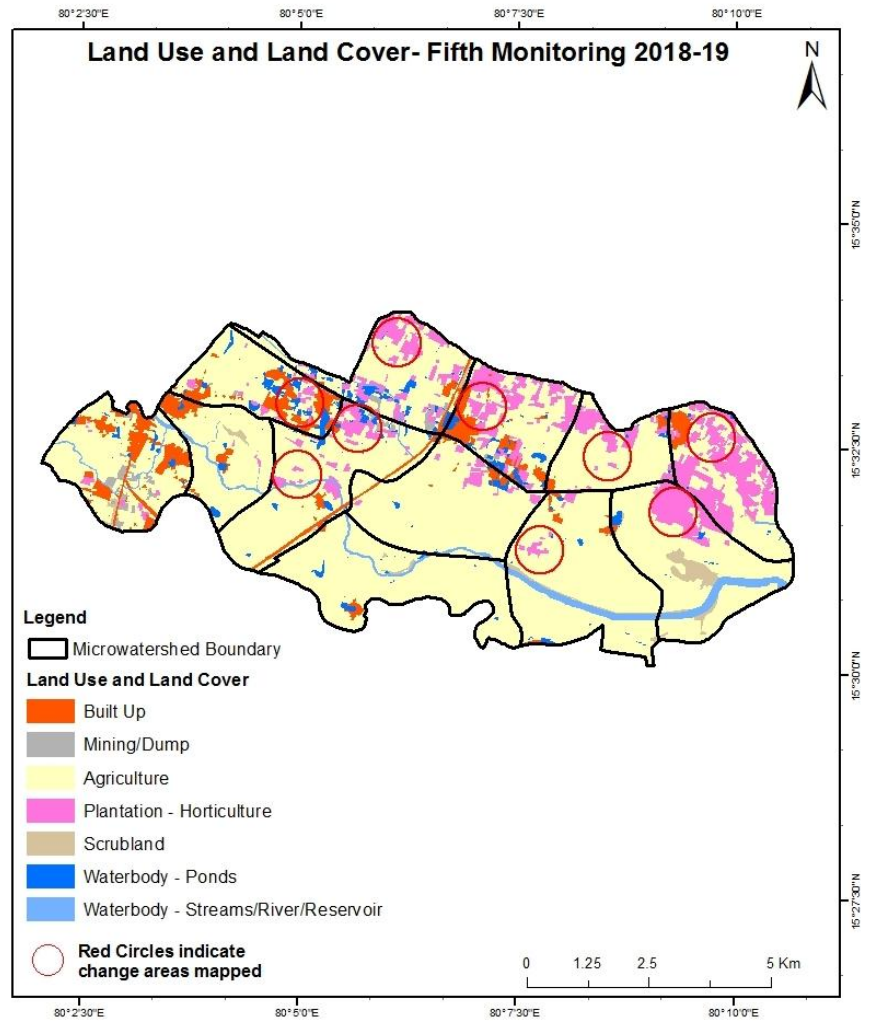 80°2'30"E 80°5'0"E 80°7'30"E 80°10'0"E
Land Use and Land Cover- Fifth Monitoring 2018-19
N
15°35'0"N
15°32'30"N
15°30'0"N
15°27'30"N
Legend
Microwatershed Boundary
Land Use and Land Cover
Built Up
Mining/Dump
Agriculture
Plantation - Horticulture
Scrubland
Waterbody - Ponds
Waterbody - Streams/River/Reservoir
Red Circles indicate
change areas mapped
0 1.25 2.5 5 Km
80°2'30"E 80°5'0"E 80°7'30"E 80°10'0"E